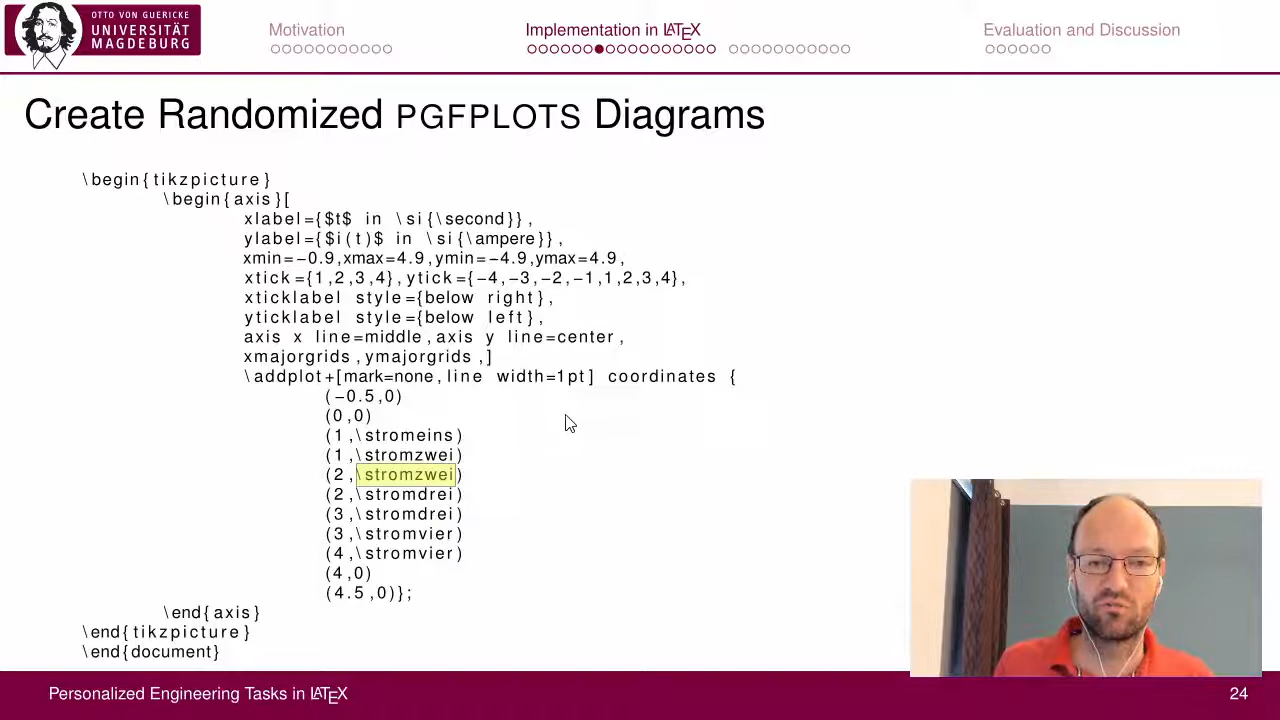 OTTO VON GUERICKE
UNIVERSITÄT
MAGDEBURG
Motivation
Implementation in LATEX
Evaluation and Discussion
Create Randomized PGFPLOTS Diagrams
\begin{tikzpicture}
\begin{axis}[
xlabel={$t$ in \si{\second}},
ylabel={$i(t)$ in \si{\ampere}},
xmin=−0.9,xmax=4.9,ymin=−4.9,ymax=4.9,
xtick={1,2,3,4},ytick={−4,−3,−2,−1,1,2,3,4},
xticklabel style={below right},
yticklabel style={below left},
axis x line=middle,axis y line=center,
xmajorgrids,ymajorgrids,]
\addplot+[mark=none,line width=1pt] coordinates {
(−0.5,0)
(0,0)
(1,\stromeins)
(1,\stromzwei)
(2,\stromzwei)
(2,\stromdrei)
(3,\stromdrei)
(3,\stromvier)
(4,\stromvier)
(4,0)
(4.5,0)};
\end{axis}
\end{tikzpicture}
\end{document}
Personalized Engineering Tasks in LATEX
24